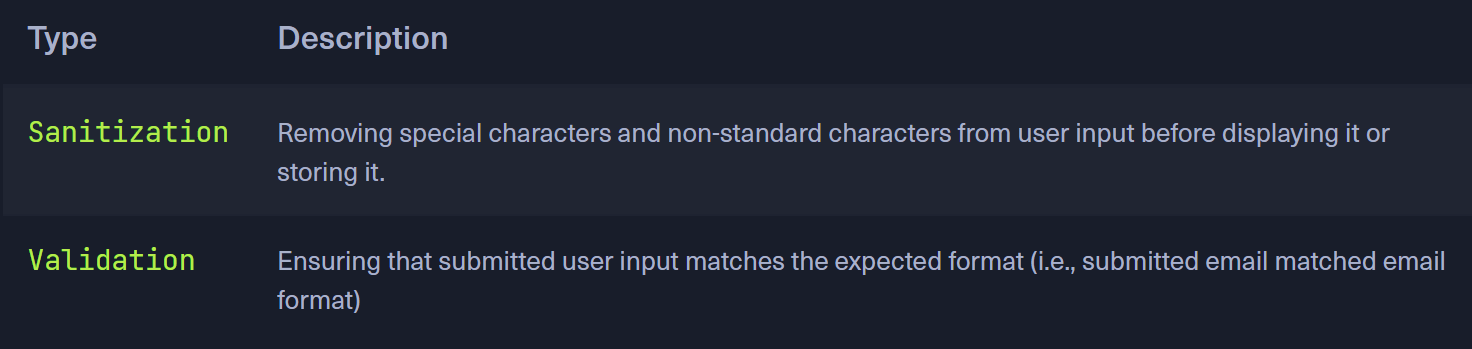 Type Description
Sanitization Removing special characters and non-standard characters from user input before displaying it or
storing it.
Validation Ensuring that submitted user input matches the expected format (i.e., submitted email matched email
format)